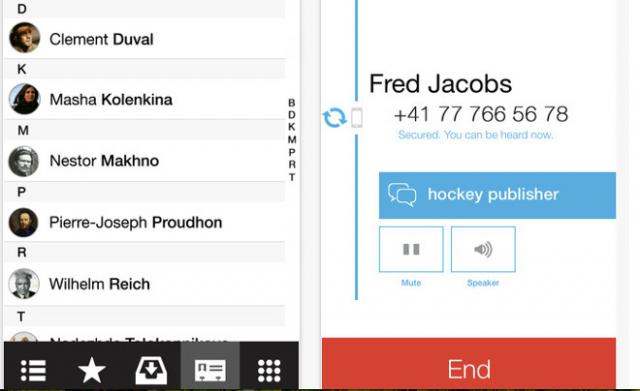 D
Clement Duval
K
Masha Kolenkina
M
Nestor Makhno
P
Pierre-Joseph Proudhon
R
Wilhelm Reich
T
B
D
K
M
P
R
T
Fred Jacobs
+41 77 766 56 78
Secured. You can be heard now.
hockey publisher
Mute
Speaker
End